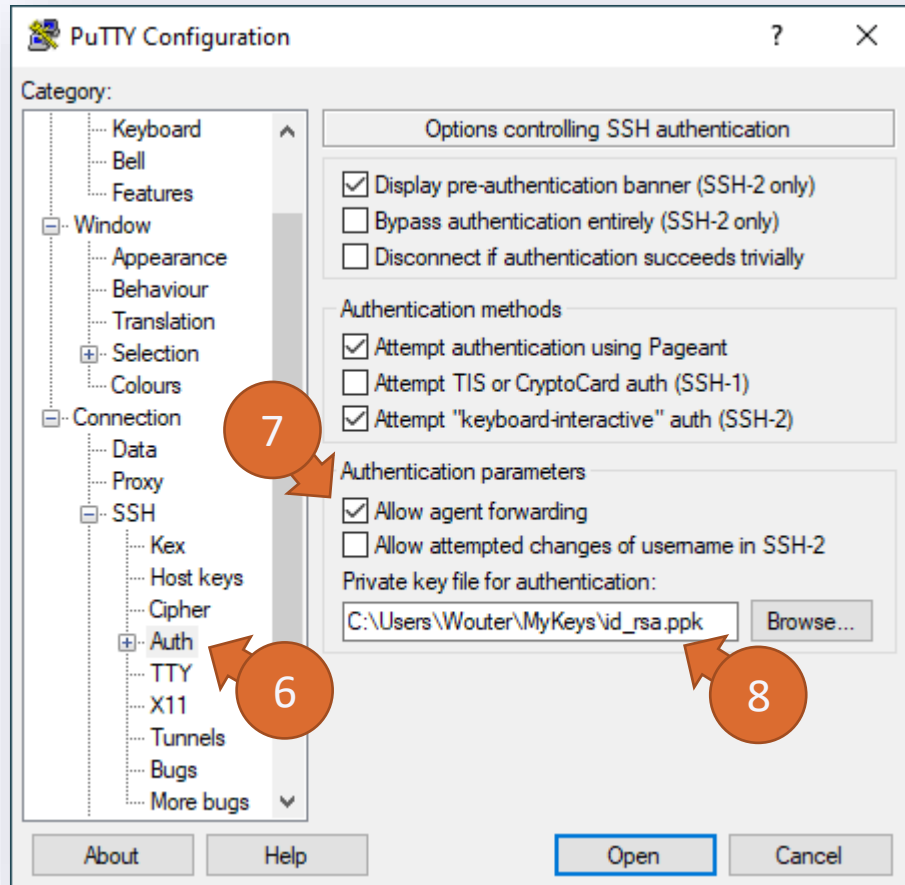 PuTTY Configuration
?
Category:
Keyboard
Bell
Features
Window
Appearance
Behaviour
Translation
Selection
Colours
Connection
Data
Proxy
SSH
Kex
Host keys
Cipher
Auth
TTY
X11
Tunnels
Bugs
More bugs
Options controlling SSH authentication
Display pre-authentication banner (SSH-2 only)
Bypass authentication entirely (SSH-2 only)
Disconnect if authentication succeeds trivially
Authentication methods
Attempt authentication using Pageant
Attempt TIS or CryptoCard auth (SSH-1)
Attempt "keyboard-interactive" auth (SSH-2)
7
Authentication parameters
Allow agent forwarding
Allow attempted changes of username in SSH-2
Private key file for authentication:
C:\Users\Wouter\MyKeys\id_rsa.ppk
Browse...
6
8
About
Help
Open
Cancel